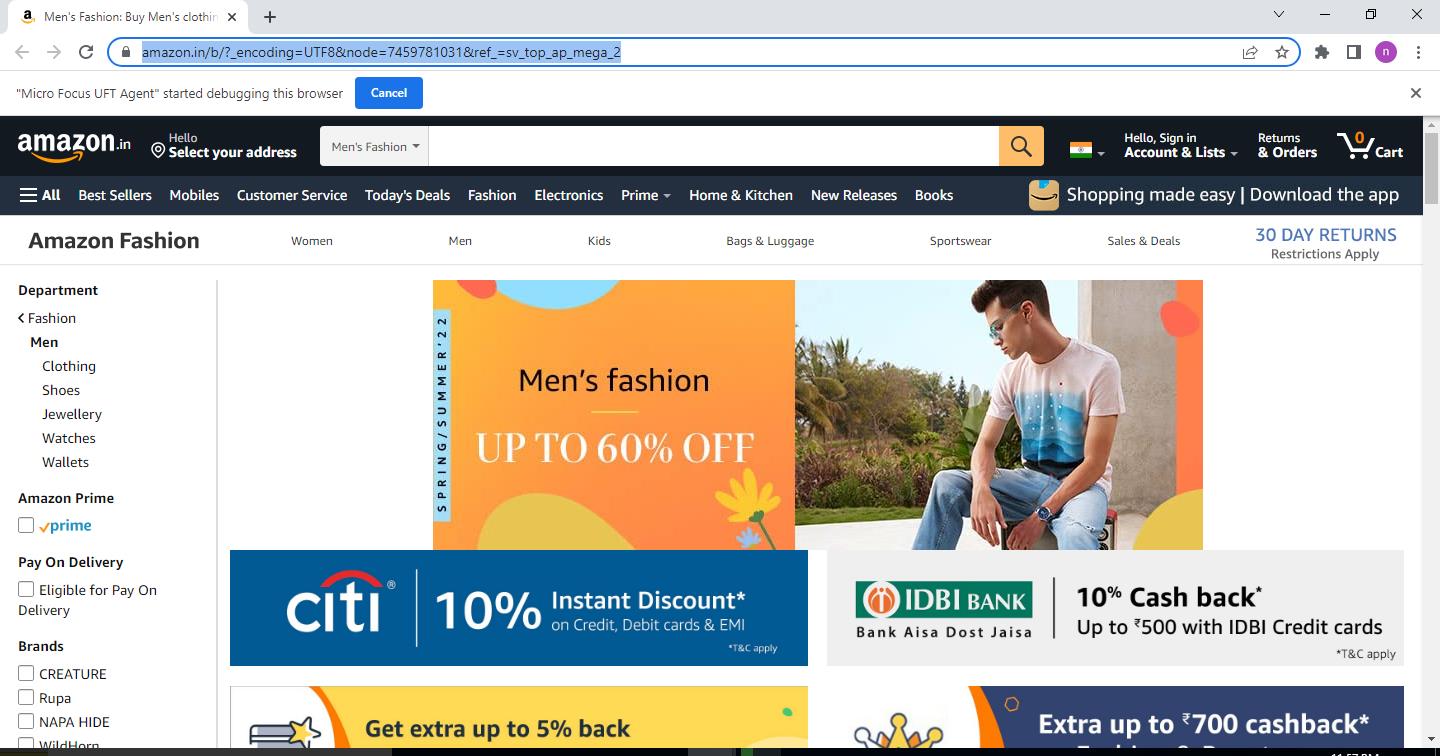 Men's Fashion: Buy Men's clothin
amazon.in/b/?_encoding=UTF8&node=7459781031&ref_=sv_top_ap_mega_2
n
"Micro Focus UFT Agent" started debugging this browser
Cancel
amazon.in
Hello
Select your address
Men's Fashion
Hello, Sign in
Account & Lists
Returns
& Orders
0
Cart
All Best Sellers Mobiles Customer Service Today's Deals Fashion Electronics Prime Home & Kitchen New Releases Books
Shopping made easy | Download the app
Amazon Fashion Women Men Kids Bags & Luggage Sportswear Sales & Deals
30 DAY RETURNS
Restrictions Apply
Department
Fashion
Men
Clothing
Shoes
Jewellery
Watches
Wallets
Amazon Prime
prime
Pay On Delivery
Eligible for Pay On
Delivery
Brands
CREATURE
Rupa
NAPA HIDE
WildHorn
SPRING/SUMMER'22
Men's fashion
UP TO 60% OFF
citi®
10% Instant Discount*
on Credit, Debit cards & EMI
*T&C apply
IDBI BANK
Bank Aisa Dost Jaisa
10% Cash back*
Up to ₹500 with IDBI Credit cards
*T&C apply
Get extra up to 5% back
Extra up to ₹700 cashback*